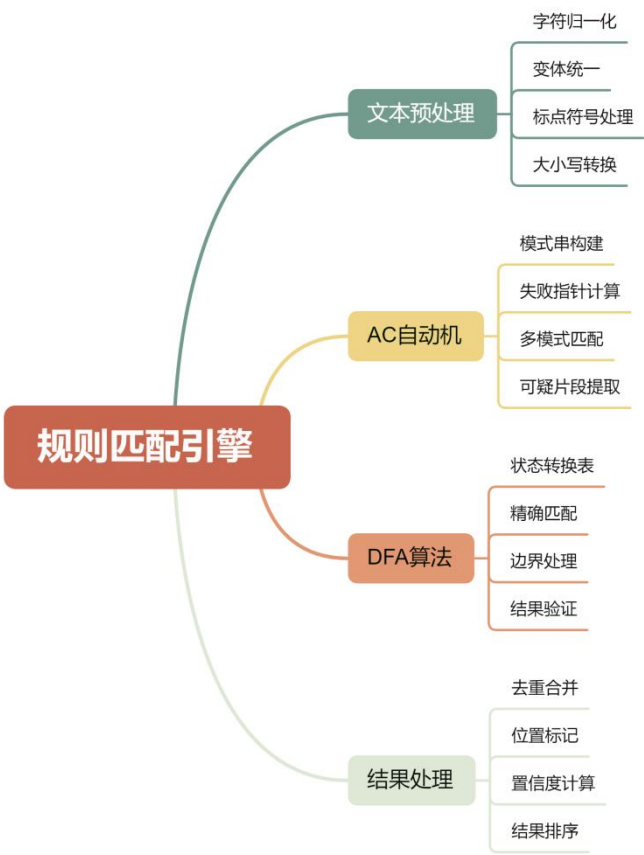 规则匹配引擎
文本预处理
字符归一化
变体统一
标点符号处理
大小写转换
AC自动机
模式串构建
失败指针计算
多模式匹配
可疑片段提取
DFA算法
状态转换表
精确匹配
边界处理
结果验证
结果处理
去重合并
位置标记
置信度计算
结果排序